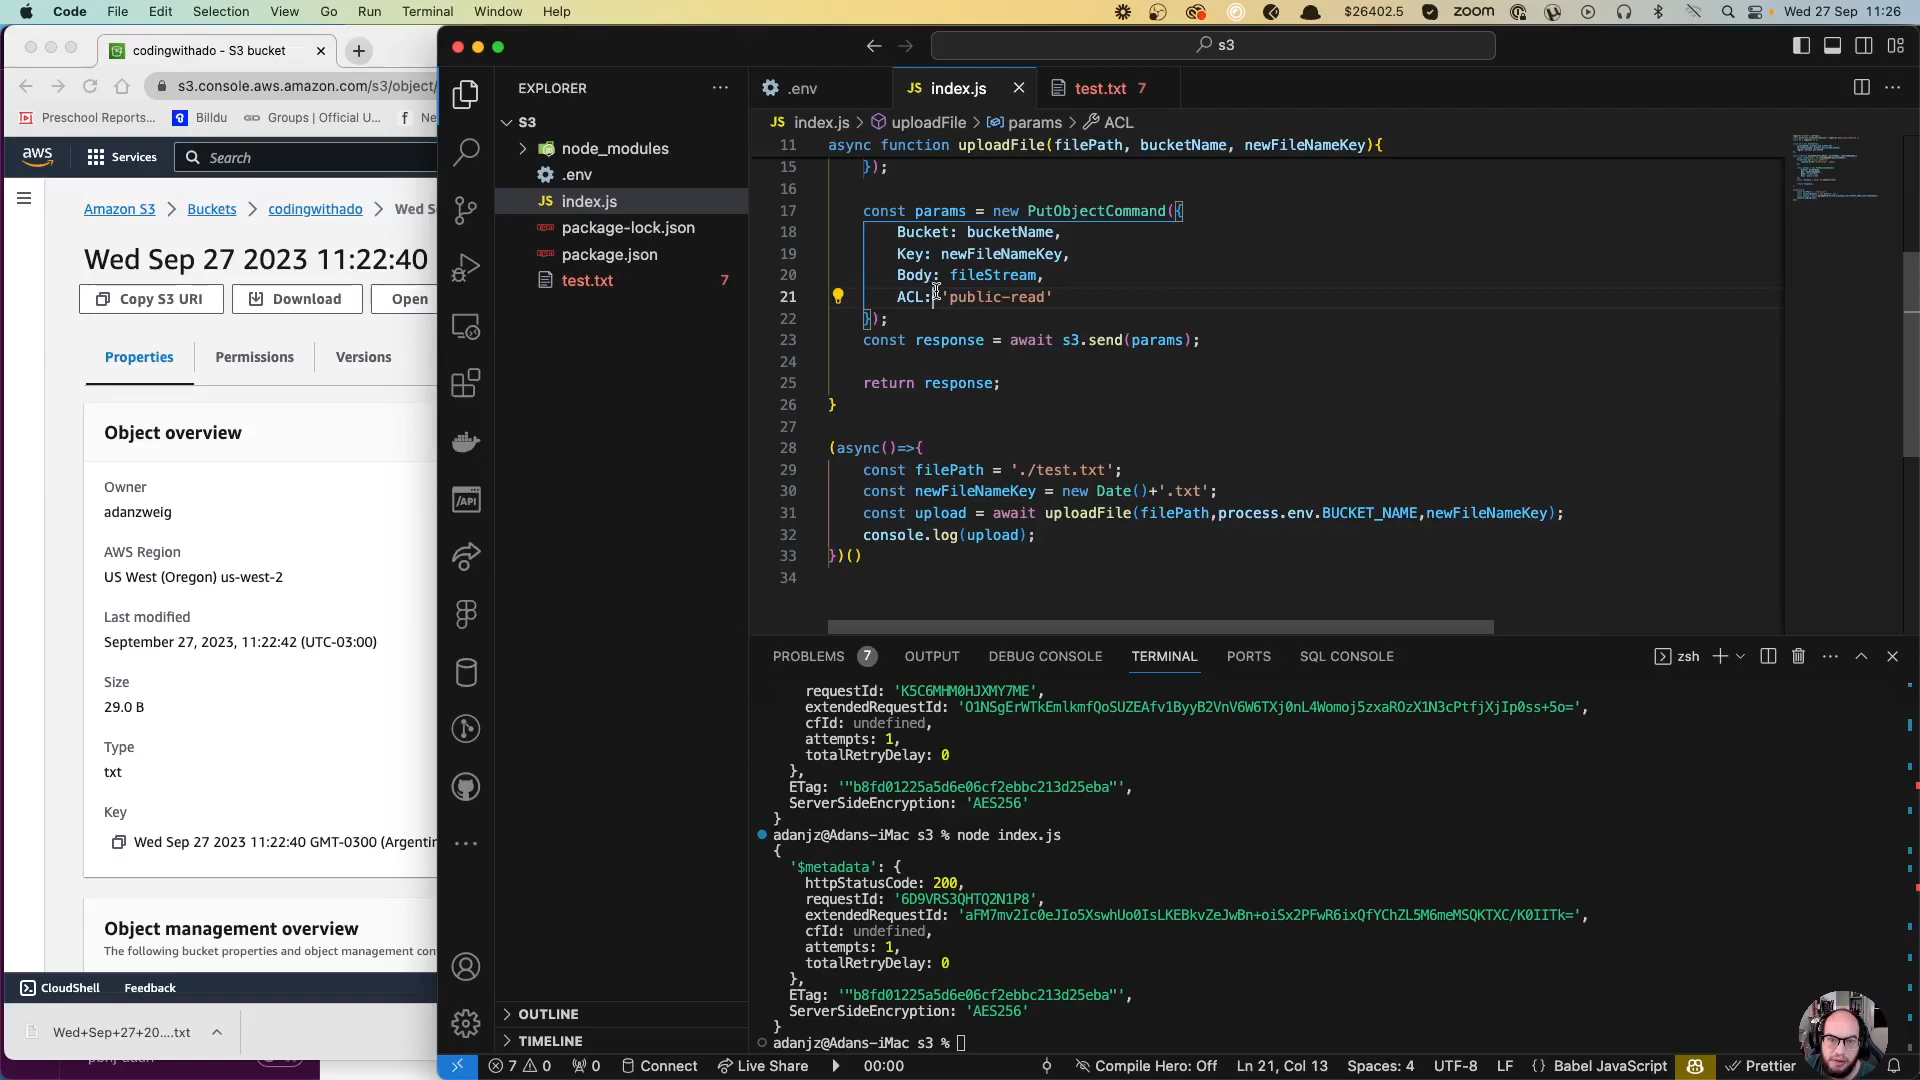 Code File Edit Selection View Go Run Terminal Window Help
$26402.5 zoom Wed 27 Sep 11:26
codingwithado - S3 bucket
s3.console.aws.amazon.com/s3/object/
Preschool Reports... Billdu Groups | Official U... Ne
aws Services Search
Amazon S3 Buckets codingwithado Wed S
Wed Sep 27 2023 11:22:40
Copy S3 URI Download Open
Properties Permissions Versions
Object overview
Owner
adanzweig
AWS Region
US West (Oregon) us-west-2
Last modified
September 27, 2023, 11:22:42 (UTC-03:00)
Size
29.0 B
Type
txt
Key
Wed Sep 27 2023 11:22:40 GMT-0300 (Argentin
Object management overview
The following bucket properties and object management con
CloudShell Feedback
Wed+Sep+27+20....txt
s3
EXPLORER
S3
node_modules
.env
JS index.js
package-lock.json
package.json
test.txt 7
OUTLINE
TIMELINE
.env JS index.js test.txt 7
JS index.js > uploadFile > params > ACL
11 async function uploadFile(filePath, bucketName, newFileNameKey){
15 });
16
17 const params = new PutObjectCommand({
18 Bucket: bucketName,
19 Key: newFileNameKey,
20 Body: fileStream,
21 ACL: 'public-read'
22 });
23 const response = await s3.send(params);
24
25 return response;
26 }
27
28 (async()=>{
29 const filePath = './test.txt';
30 const newFileNameKey = new Date()+'.txt';
31 const upload = await uploadFile(filePath,process.env.BUCKET_NAME,newFileNameKey);
32 console.log(upload);
33 })()
34
PROBLEMS 7 OUTPUT DEBUG CONSOLE TERMINAL PORTS SQL CONSOLE zsh
requestId: 'K5C6MHM0HJXMY7ME',
extendedRequestId: 'O1NSgErWTkEmlkmfQoSUZEAfv1ByyB2VnV6W6TXj0nL4Womoj5zxaROzX1N3cPtfjXjIp0ss+5o=',
cfId: undefined,
attempts: 1,
totalRetryDelay: 0
},
ETag: '"b8fd01225a5d6e06cf2ebbc213d25eba"',
ServerSideEncryption: 'AES256'
}
adanjz@Adans-iMac s3 % node index.js
{
'$metadata': {
httpStatusCode: 200,
requestId: '6D9VRS3QHTQ2N1P8',
extendedRequestId: 'aFM7mv2Ic0eJIo5XswhUo0IsLKEBkvZeJwBn+oiSx2PFwR6ixQfYChZL5M6meMSQKTXC/K0IITk=',
cfId: undefined,
attempts: 1,
totalRetryDelay: 0
},
ETag: '"b8fd01225a5d6e06cf2ebbc213d25eba"',
ServerSideEncryption: 'AES256'
}
adanjz@Adans-iMac s3 %
7 0 0 Connect Live Share 00:00 Compile Hero: Off Ln 21, Col 13 Spaces: 4 UTF-8 LF {} Babel JavaScript Prettier